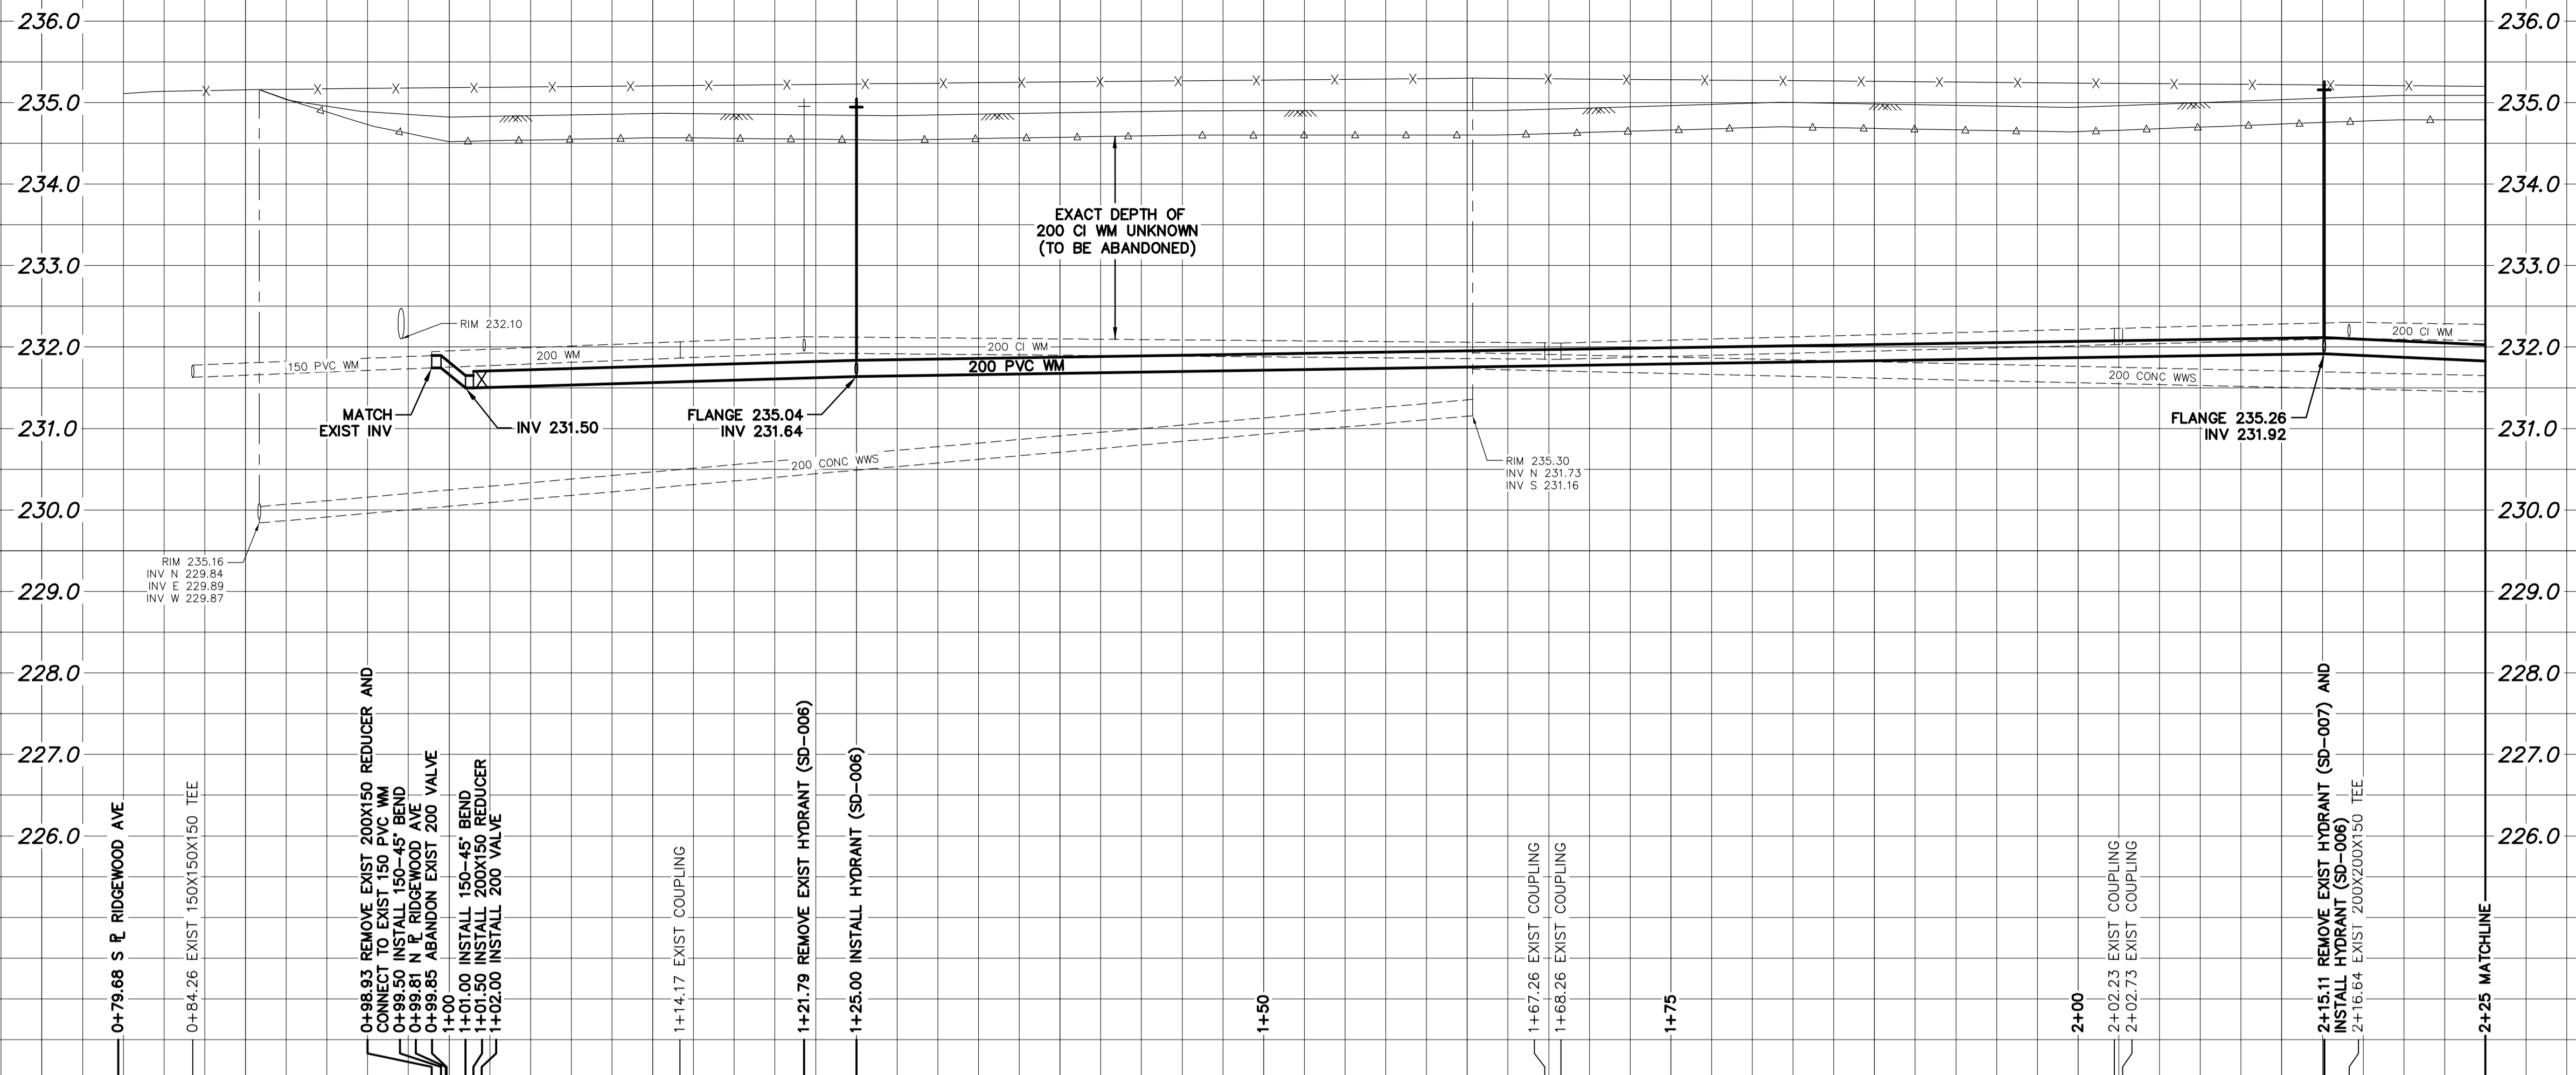 236.0
236.0
235.0
235.0
234.0
234.0
EXACT DEPTH OF
200 CI WM UNKNOWN
(TO BE ABANDONED)
233.0
233.0
RIM 232.10
232.0
232.0
150 PVC WM
200 WM
200 CI WM
200 CI WM
200 PVC WM
200 CONC WWS
MATCH
EXIST INV
INV 231.50
FLANGE 235.04
INV 231.64
FLANGE 235.26
INV 231.92
231.0
231.0
200 CONC WWS
RIM 235.30
INV N 231.73
INV S 231.16
230.0
230.0
RIM 235.16
INV N 229.84
INV E 229.89
INV W 229.87
229.0
229.0
228.0
228.0
227.0
227.0
226.0
226.0
0+79.68 S PL RIDGEWOOD AVE
0+84.26 EXIST 150X150X150 TEE
0+98.93 REMOVE EXIST 200X150 REDUCER AND
CONNECT TO EXIST 150 PVC WM
0+99.50 INSTALL 150-45° BEND
0+99.81 N PL RIDGEWOOD AVE
0+99.85 ABANDON EXIST 200 VALVE
1+00
1+01.00 INSTALL 150-45° BEND
1+01.50 INSTALL 200X150 REDUCER
1+02.00 INSTALL 200 VALVE
1+14.17 EXIST COUPLING
1+21.79 REMOVE EXIST HYDRANT (SD-006)
1+25.00 INSTALL HYDRANT (SD-006)
1+50
1+67.26 EXIST COUPLING
1+68.26 EXIST COUPLING
1+75
2+00
2+02.23 EXIST COUPLING
2+02.73 EXIST COUPLING
2+15.11 REMOVE EXIST HYDRANT (SD-007) AND
INSTALL HYDRANT (SD-006)
2+16.64 EXIST 200X200X150 TEE
2+25 MATCHLINE